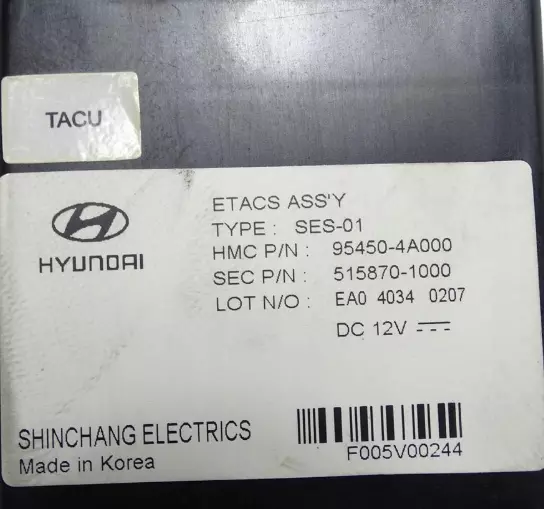 TACU
HYUNDAI
ETACS ASS'Y
TYPE : SES-01
HMC P/N : 95450-4A000
SEC P/N : 515870-1000
LOT N/O : EA0 4034 0207
DC 12V
SHINCHANG ELECTRICS
Made in Korea
F005V00244